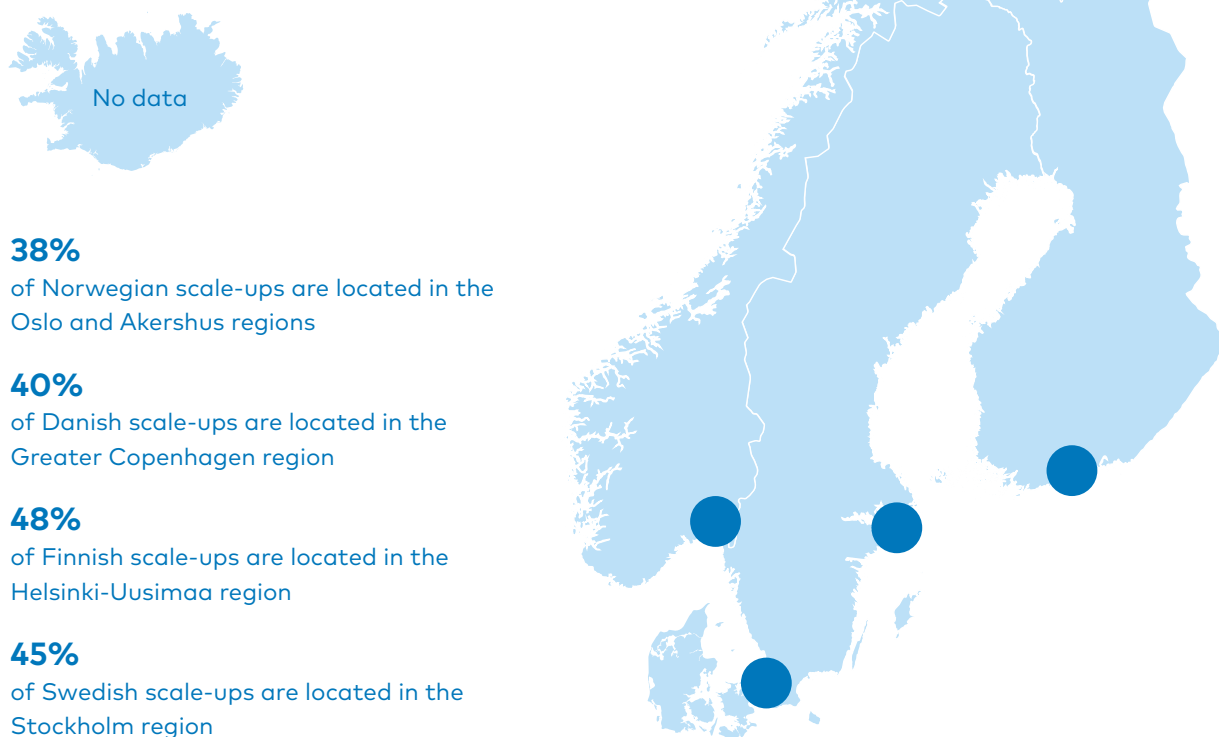 No data
38%
of Norwegian scale-ups are located in the
Oslo and Akershus regions
40%
of Danish scale-ups are located in the
Greater Copenhagen region
48%
of Finnish scale-ups are located in the
Helsinki-Uusimaa region
45%
of Swedish scale-ups are located in the
Stockholm region